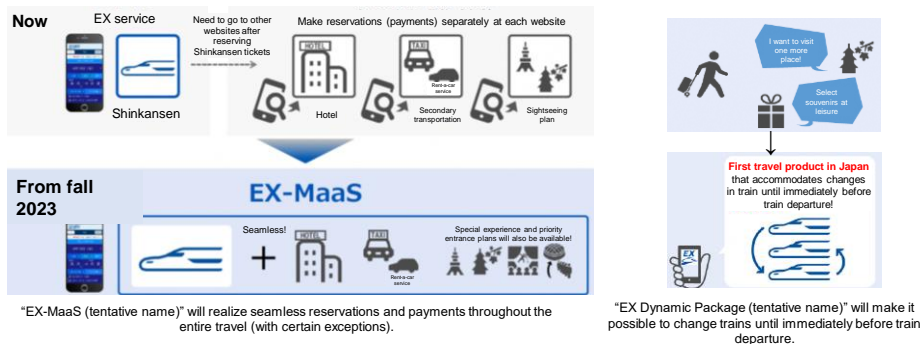 Now
EX service
Need to go to other
websites after
reserving
Shinkansen tickets
Make reservations (payments) separately at each website
HOTEL
TAXI
Rent-a-car
service
Shinkansen
Hotel
Secondary
transportation
Sightseeing
plan
From fall
2023
EX-MaaS
Seamless!
HOTEL
TAXI
Rent-a-car
service
Special experience and priority
entrance plans will also be available!
"EX-MaaS (tentative name)" will realize seamless reservations and payments throughout the
entire travel (with certain exceptions).
I want to visit
one more
place!
Select
souvenirs at
leisure
First travel product in Japan
that accommodates changes
in train until immediately before
train departure!
EX
"EX Dynamic Package (tentative name)" will make it
possible to change trains until immediately before train
departure.